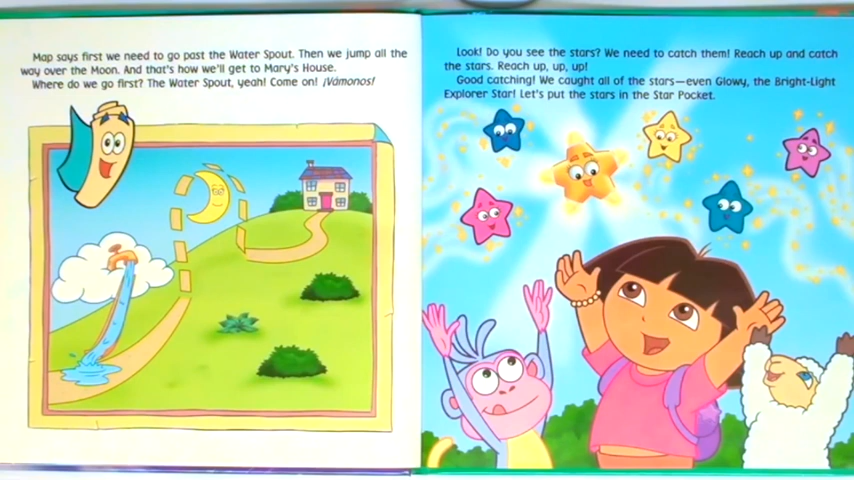 Map says first we need to go past the Water Spout. Then we jump all the
way over the Moon. And that's how we'll get to Mary's House.
Where do we go first? The Water Spout, yeah! Come on! ¡Vámonos!
Look! Do you see the stars? We need to catch them! Reach up and catch
the stars. Reach up, up, up!
Good catching! We caught all of the stars—even Glowy, the Bright-Light
Explorer Star! Let's put the stars in the Star Pocket.